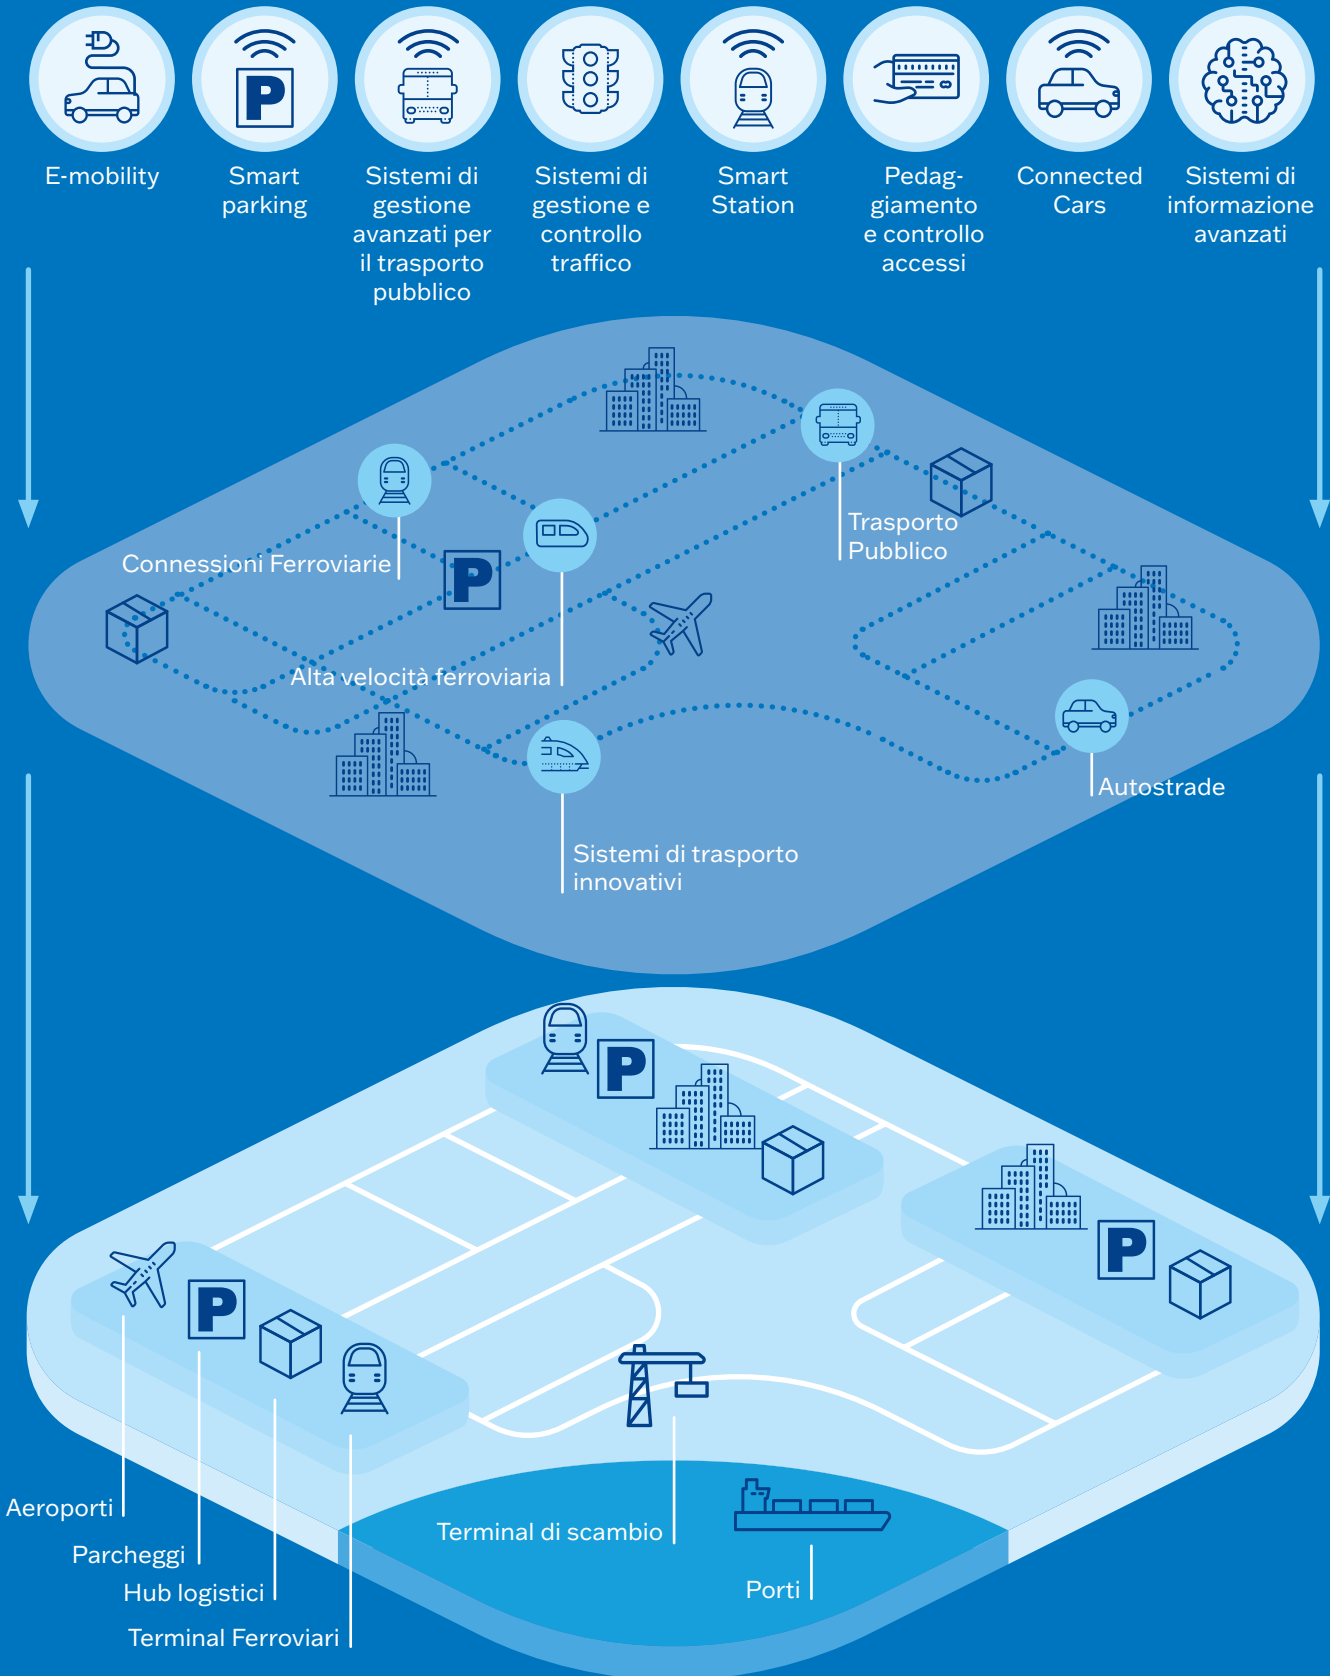 E-mobility
Smart
parking
Sistemi di
gestione
avanzati per
il trasporto
pubblico
Sistemi di
gestione e
controllo
traffico
Smart
Station
Pedag-
giamento
e controllo
accessi
Connected
Cars
Sistemi di
informazione
avanzati
P
Trasporto
Pubblico
Connessioni Ferroviarie
P
Alta velocità ferroviaria
Autostrade
Sistemi di trasporto
innovativi
P
P
P
Aeroporti
Terminal di scambio
Parcheggi
Hub logistici
Porti
Terminal Ferroviari